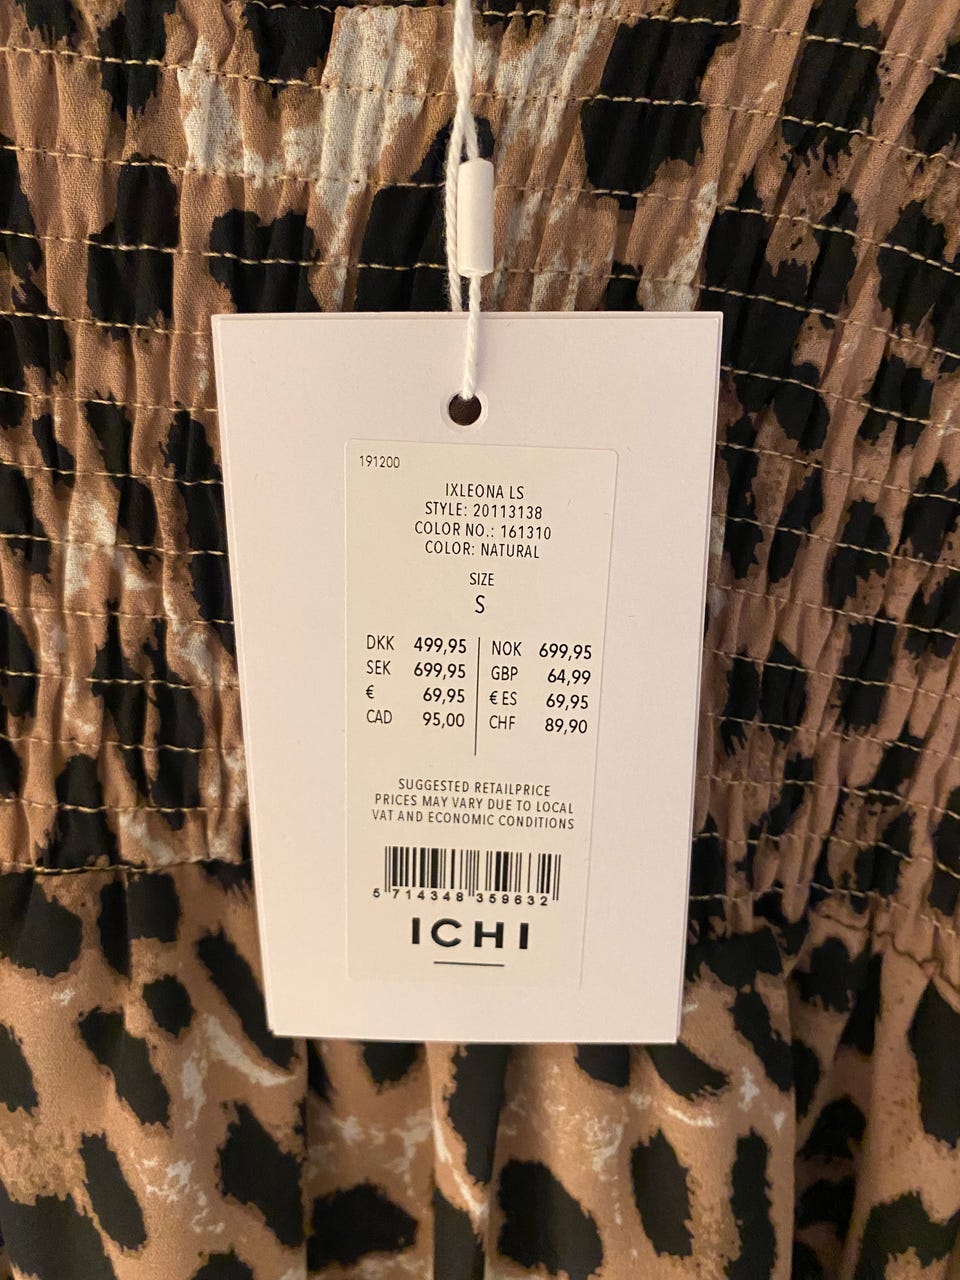 191200
IXLEONA LS
STYLE: 20113138
COLOR NO.: 161310
COLOR: NATURAL
SIZE
S
DKK 499,95 NOK 699,95
SEK 699,95 GBP 64,99
€ 69,95 € ES 69,95
CAD 95,00 CHF 89,90
SUGGESTED RETAILPRICE
PRICES MAY VARY DUE TO LOCAL
VAT AND ECONOMIC CONDITIONS
5 714348 359632
ICHI